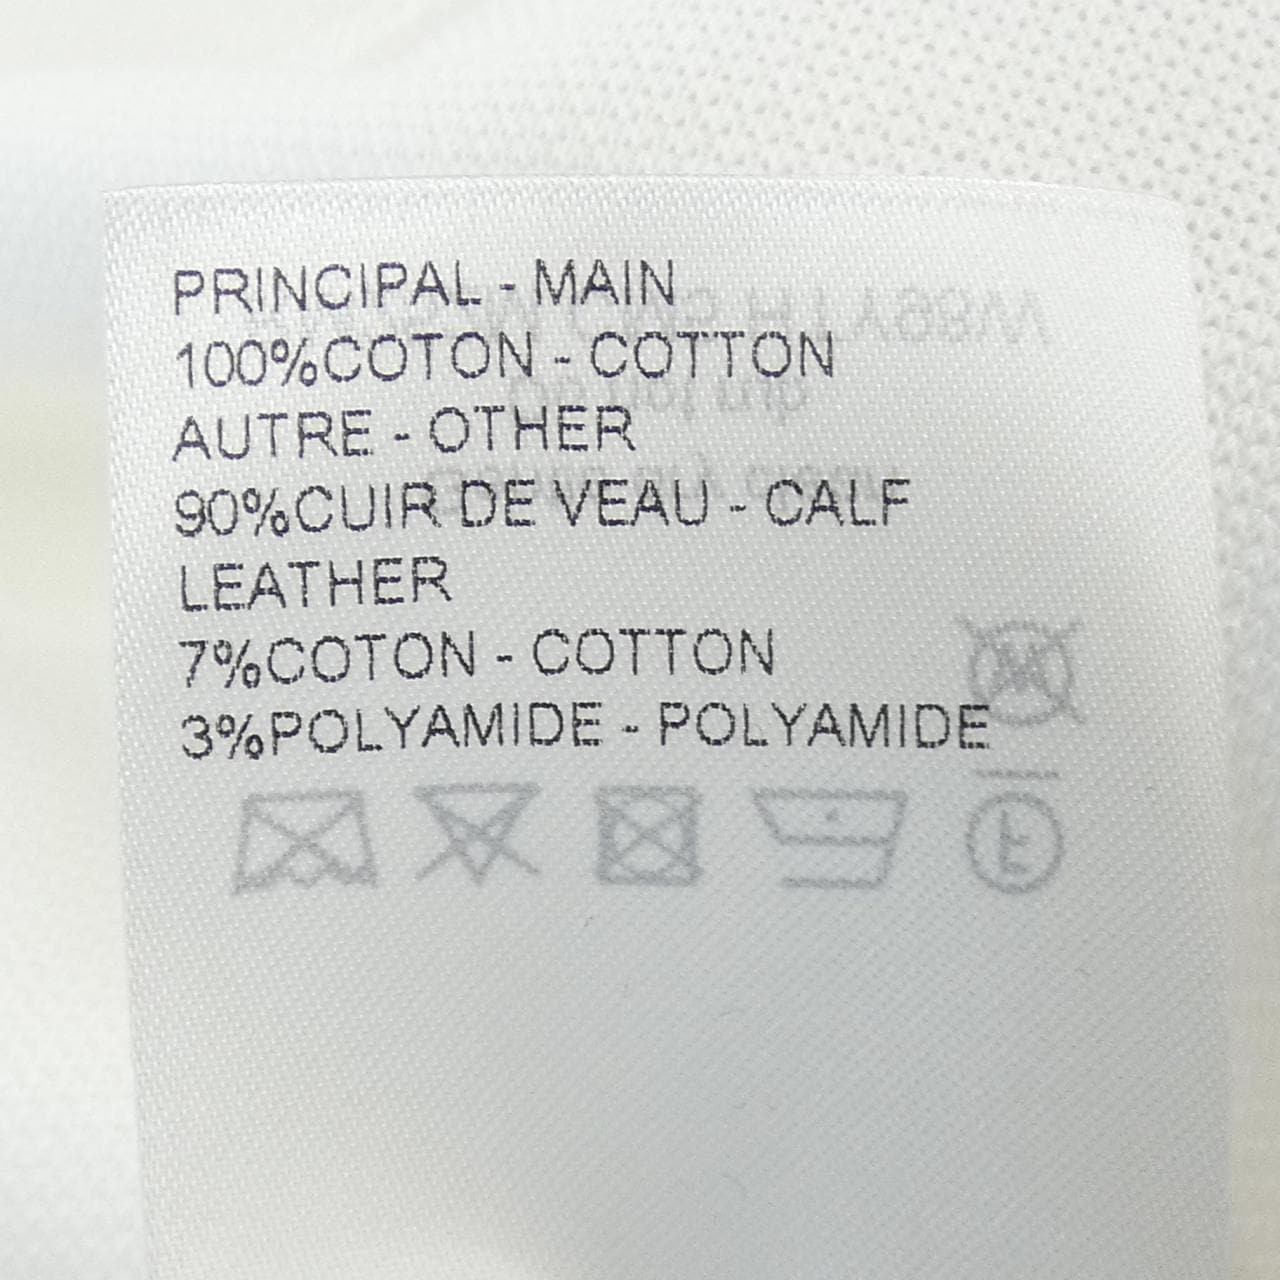 PRINCIPAL - MAIN
100%COTON - COTTON
AUTRE - OTHER
90%CUIR DE VEAU - CALF
LEATHER
7%COTON - COTTON
3%POLYAMIDE - POLYAMIDE